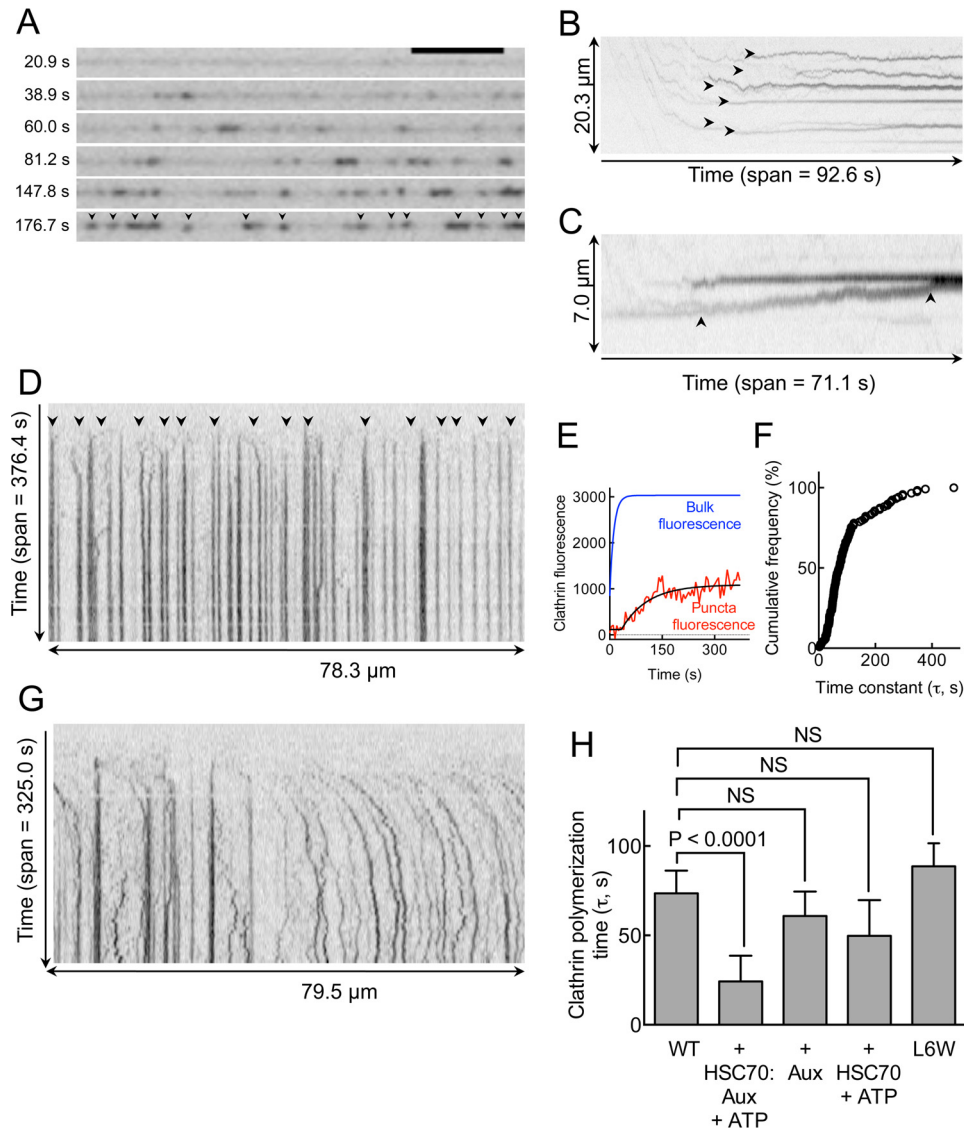 A
20.9 s
38.9 s
60.0 s
81.2 s
147.8 s
176.7 s
B
20.3 µm
Time (span = 92.6 s)
C
7.0 µm
Time (span = 71.1 s)
D
Time (span = 376.4 s)
78.3 µm
E
Clathrin fluorescence
3000
2000
1000
0
Bulk
fluorescence
Puncta
fluorescence
0
150
300
Time (s)
F
Cumulative frequency (%)
100
50
0
0
200
400
Time constant (τ, s)
G
Time (span = 325.0 s)
79.5 µm
H
Clathrin polymerization
time (τ, s)
100
50
0
NS
NS
NS
P < 0.0001
WT
+
HSC70:
Aux
+ ATP
+
Aux
+
HSC70
+ ATP
L6W